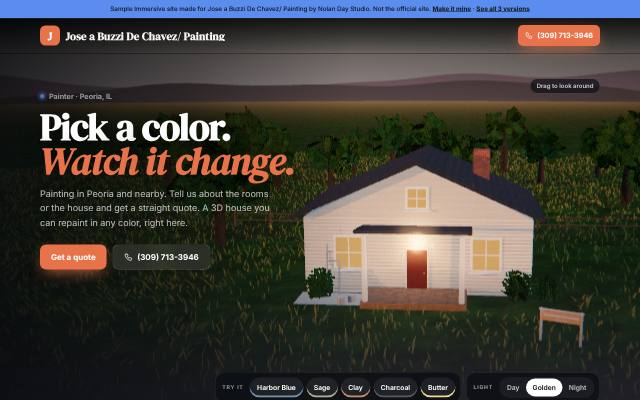 Sample Immersive site made for Jose a Buzzi De Chavez/ Painting by Nolan Day Studio. Not the official site. Make it mine · See all 3 versions
J Jose a Buzzi De Chavez/ Painting
(309) 713-3946
Drag to look around
Painter · Peoria, IL
Pick a color.
Watch it change.
Painting in Peoria and nearby. Tell us about the rooms
or the house and get a straight quote. A 3D house you
can repaint in any color, right here.
Get a quote
(309) 713-3946
TRY IT Harbor Blue Sage Clay Charcoal Butter
LIGHT Day Golden Night